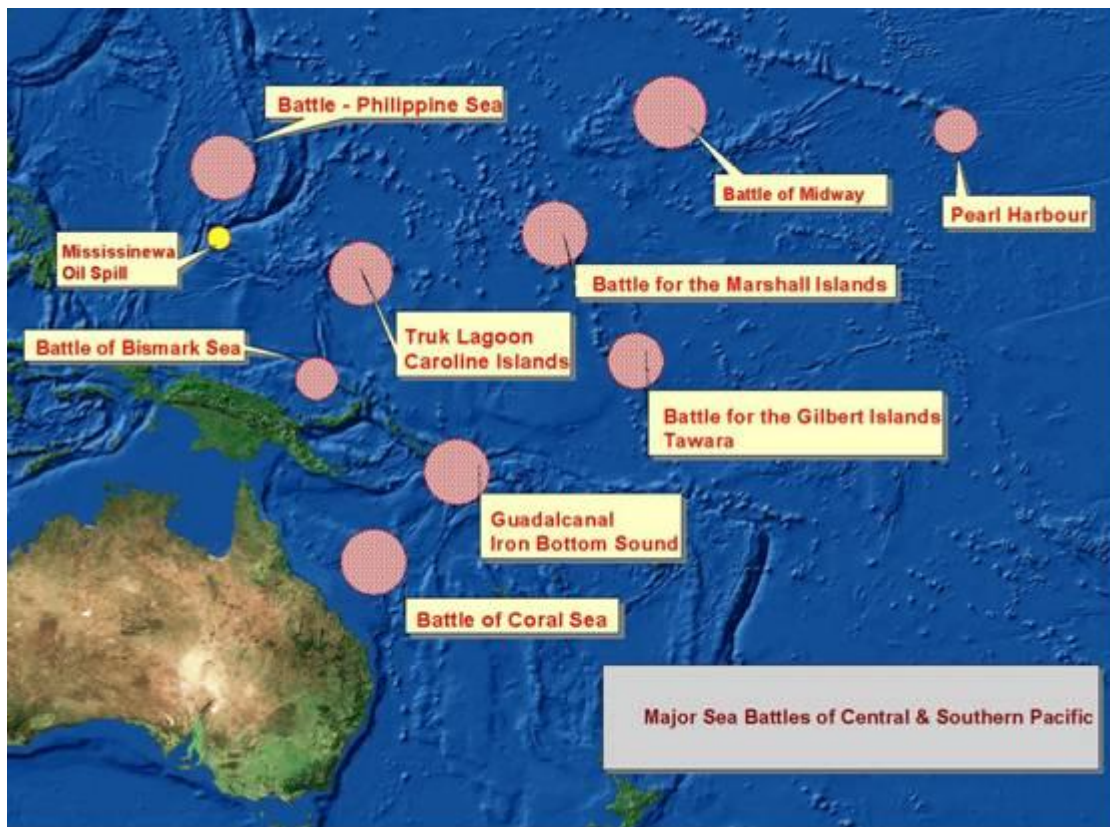 Battle - Philippine Sea
Battle of Midway
Pearl Harbour
Mississinewa
Oil Spill
Battle for the Marshall Islands
Truk Lagoon
Caroline Islands
Battle of Bismark Sea
Battle for the Gilbert Islands
Tawara
Guadalcanal
Iron Bottom Sound
Battle of Coral Sea
Major Sea Battles of Central & Southern Pacific